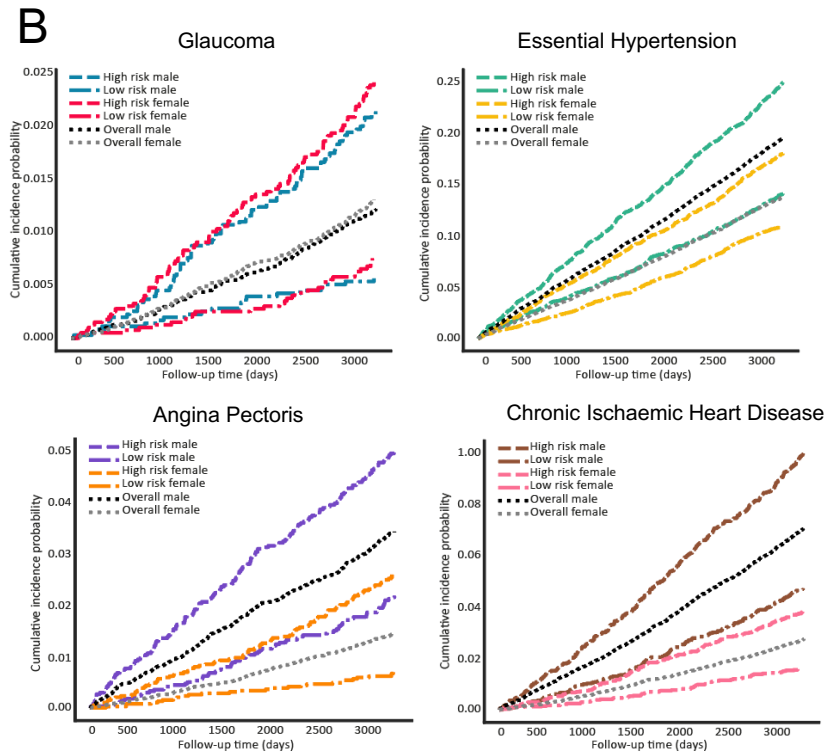 B
Glaucoma
Cumulative incidence probability
0.025
0.020
0.015
0.010
0.005
0.000
High risk male
Low risk male
High risk female
Low risk female
Overall male
Overall female
0 500 1000 1500 2000 2500 3000
Follow-up time (days)
Essential Hypertension
Cumulative incidence probability
0.25
0.20
0.15
0.10
0.05
0.00
High risk male
Low risk male
High risk female
Low risk female
Overall male
Overall female
0 500 1000 1500 2000 2500 3000
Follow-up time (days)
Angina Pectoris
Cumulative incidence probability
0.05
0.04
0.03
0.02
0.01
0.00
High risk male
Low risk male
High risk female
Low risk female
Overall male
Overall female
0 500 1000 1500 2000 2500 3000
Follow-up time (days)
Chronic Ischaemic Heart Disease
Cumulative incidence probability
1.00
0.08
0.06
0.04
0.02
0.00
High risk male
Low risk male
High risk female
Low risk female
Overall male
Overall female
0 500 1000 1500 2000 2500 3000
Follow-up time (days)